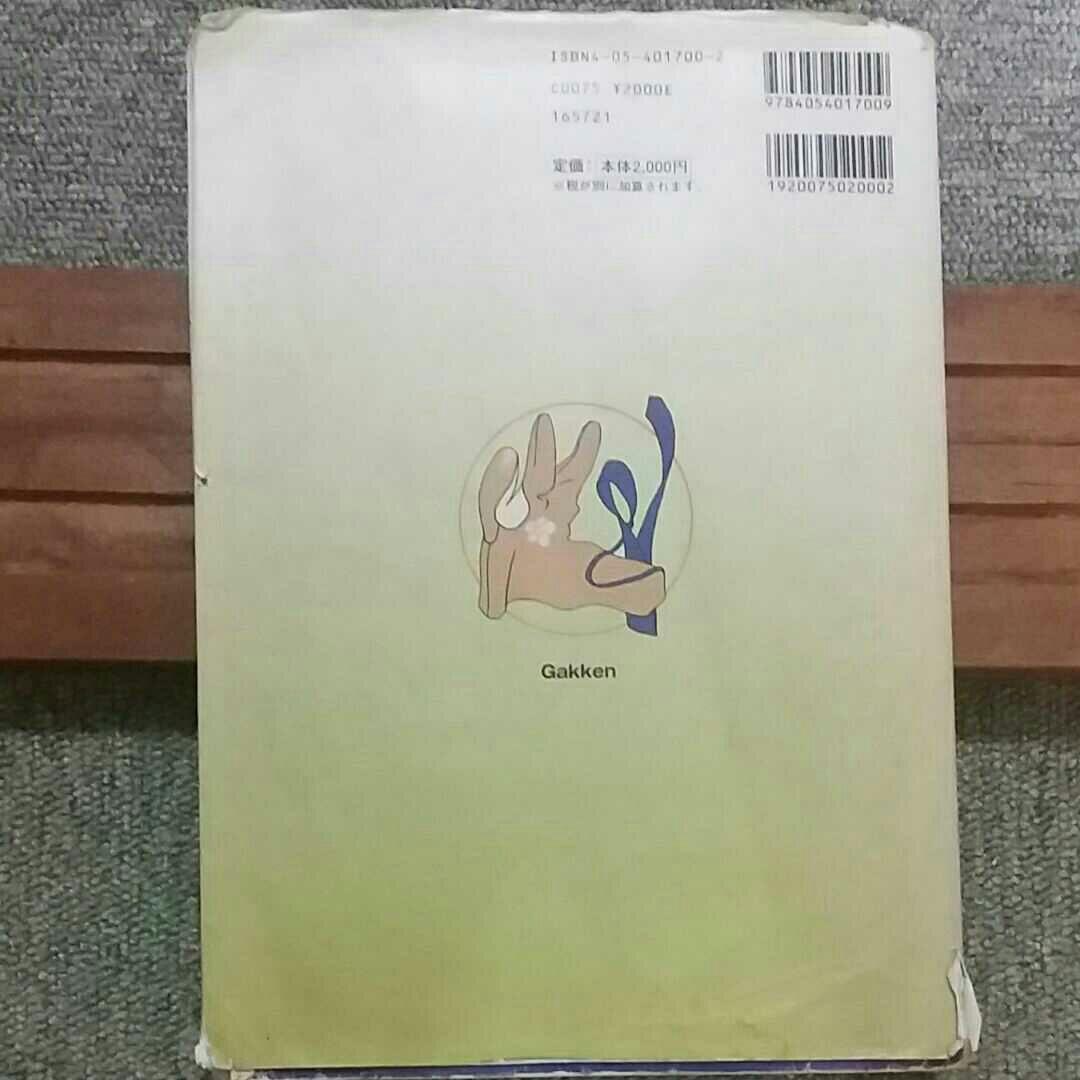 ISBN4-05-401700-2
C0075 ¥2000E
165721
定価: 本体2,000円
※税が別に加算されます。
9784054017009
1920075020002
Gakken